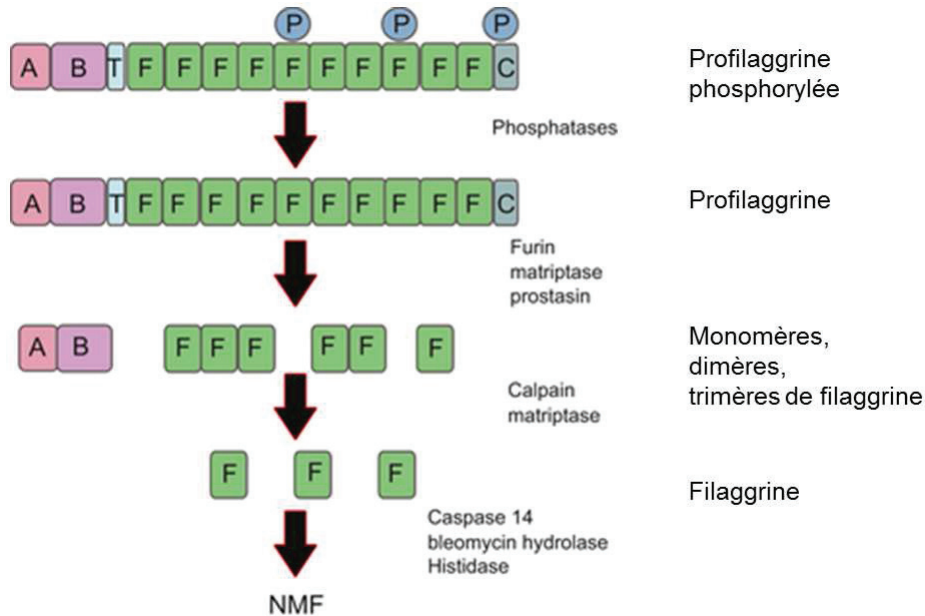 P P P
A B T F F F F F F F F F F C
Profilaggrine
phosphorylée
Phosphatases
A B T F F F F F F F F F F C
Profilaggrine
Furin
matriptase
prostasin
A B F F F F F F
Monomères,
dimères,
trimères de filaggrine
Calpain
matriptase
F F F
Filaggrine
Caspase 14
bleomycin hydrolase
Histidase
NMF